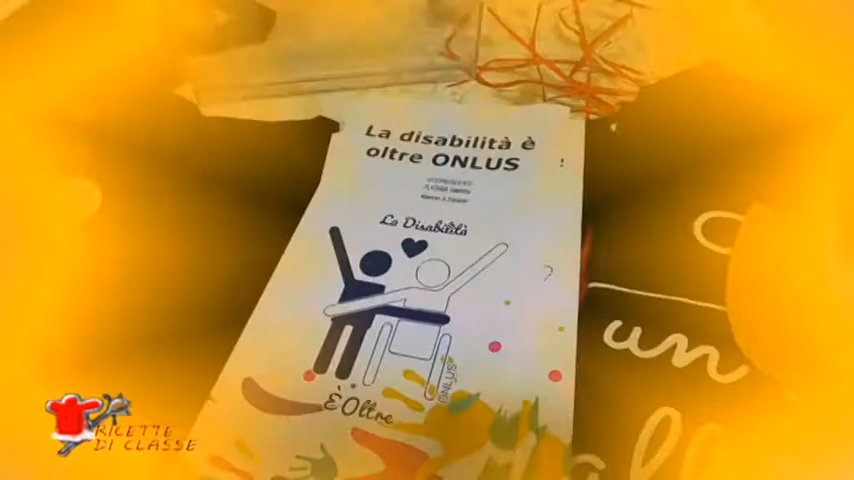 La disabilità è
oltre ONLUS
La Disabilità
È Oltre
ONLUS
un
RICETTE
DI CLASSE